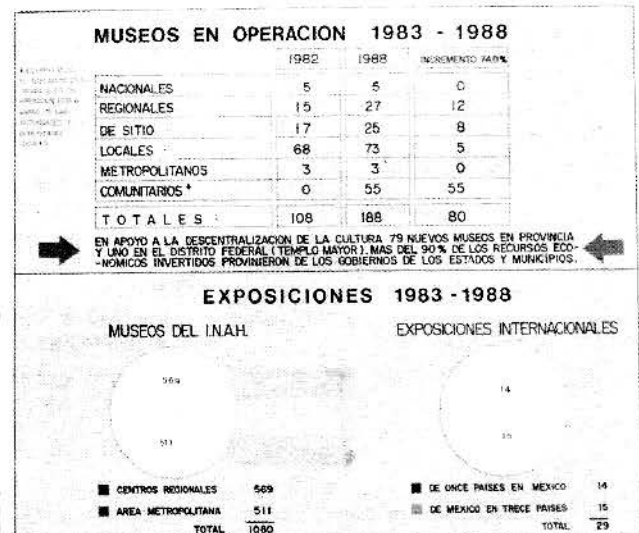 MUSEOS EN OPERACION 1983 - 1988
1982 1988 INCREMENTO 74.0%
NACIONALES 5 5 0
REGIONALES 15 27 12
DE SITIO 17 25 8
LOCALES 68 73 5
METROPOLITANOS 3 3 0
COMUNITARIOS * 0 55 55
TOTALES 108 188 80
EN APOYO A LA DESCENTRALIZACION DE LA CULTURA 79 NUEVOS MUSEOS EN PROVINCIA
Y UNO EN EL DISTRITO FEDERAL (TEMPLO MAYOR). MAS DEL 90% DE LOS RECURSOS ECO-
-NOMICOS INVERTIDOS PROVINIERON DE LOS GOBIERNOS DE LOS ESTADOS Y MUNICIPIOS.
EXPOSICIONES 1983 - 1988
MUSEOS DEL I.N.A.H.
569
511
CENTROS REGIONALES 569
AREA METROPOLITANA 511
TOTAL 1080
EXPOSICIONES INTERNACIONALES
14
15
DE ONCE PAISES EN MEXICO 14
DE MEXICO EN TRECE PAISES 15
TOTAL 29